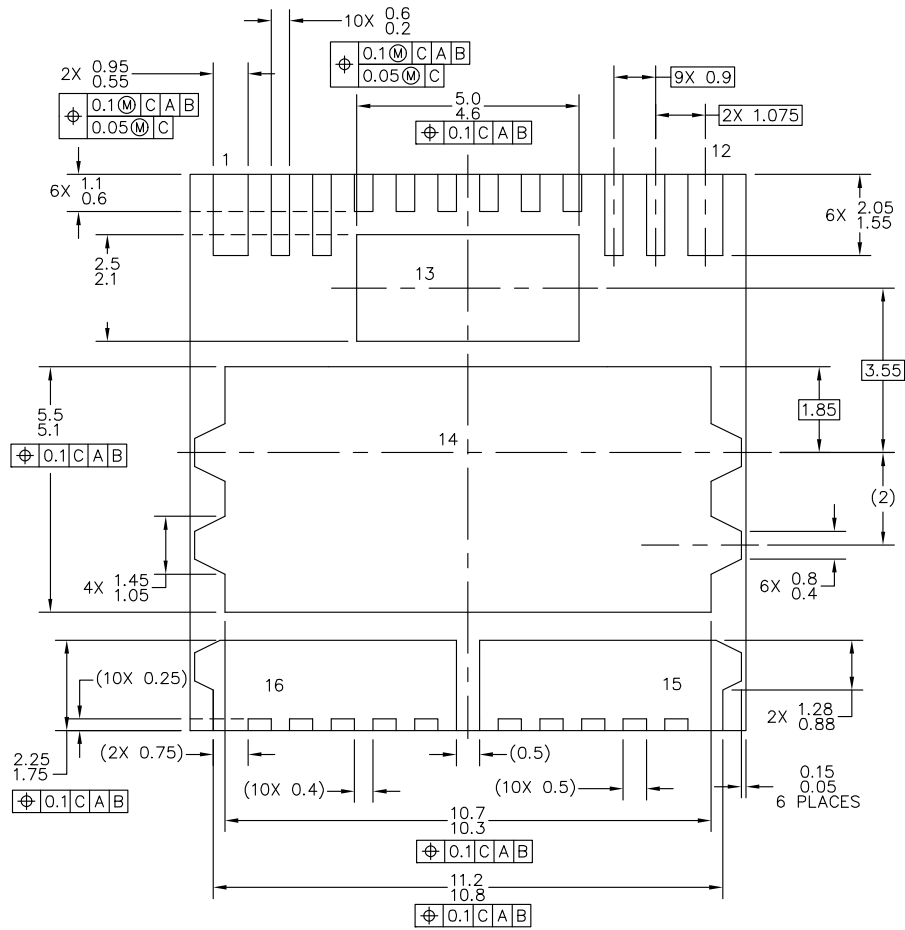 10X 0.6
0.2
⌖ 0.1Ⓜ C A B
0.05Ⓜ C
2X 0.95
0.55
⌖ 0.1Ⓜ C A B
0.05Ⓜ C
5.0
4.6
⌖ 0.1 C A B
9X 0.9
2X 1.075
1
12
6X 1.1
0.6
6X 2.05
1.55
2.5
2.1
13
3.55
1.85
5.5
5.1
⌖ 0.1 C A B
14
(2)
4X 1.45
1.05
6X 0.8
0.4
(10X 0.25)
16
15
2X 1.28
0.88
2.25
1.75
⌖ 0.1 C A B
(2X 0.75)
(0.5)
(10X 0.4)
(10X 0.5)
0.15
0.05
6 PLACES
10.7
10.3
⌖ 0.1 C A B
11.2
10.8
⌖ 0.1 C A B